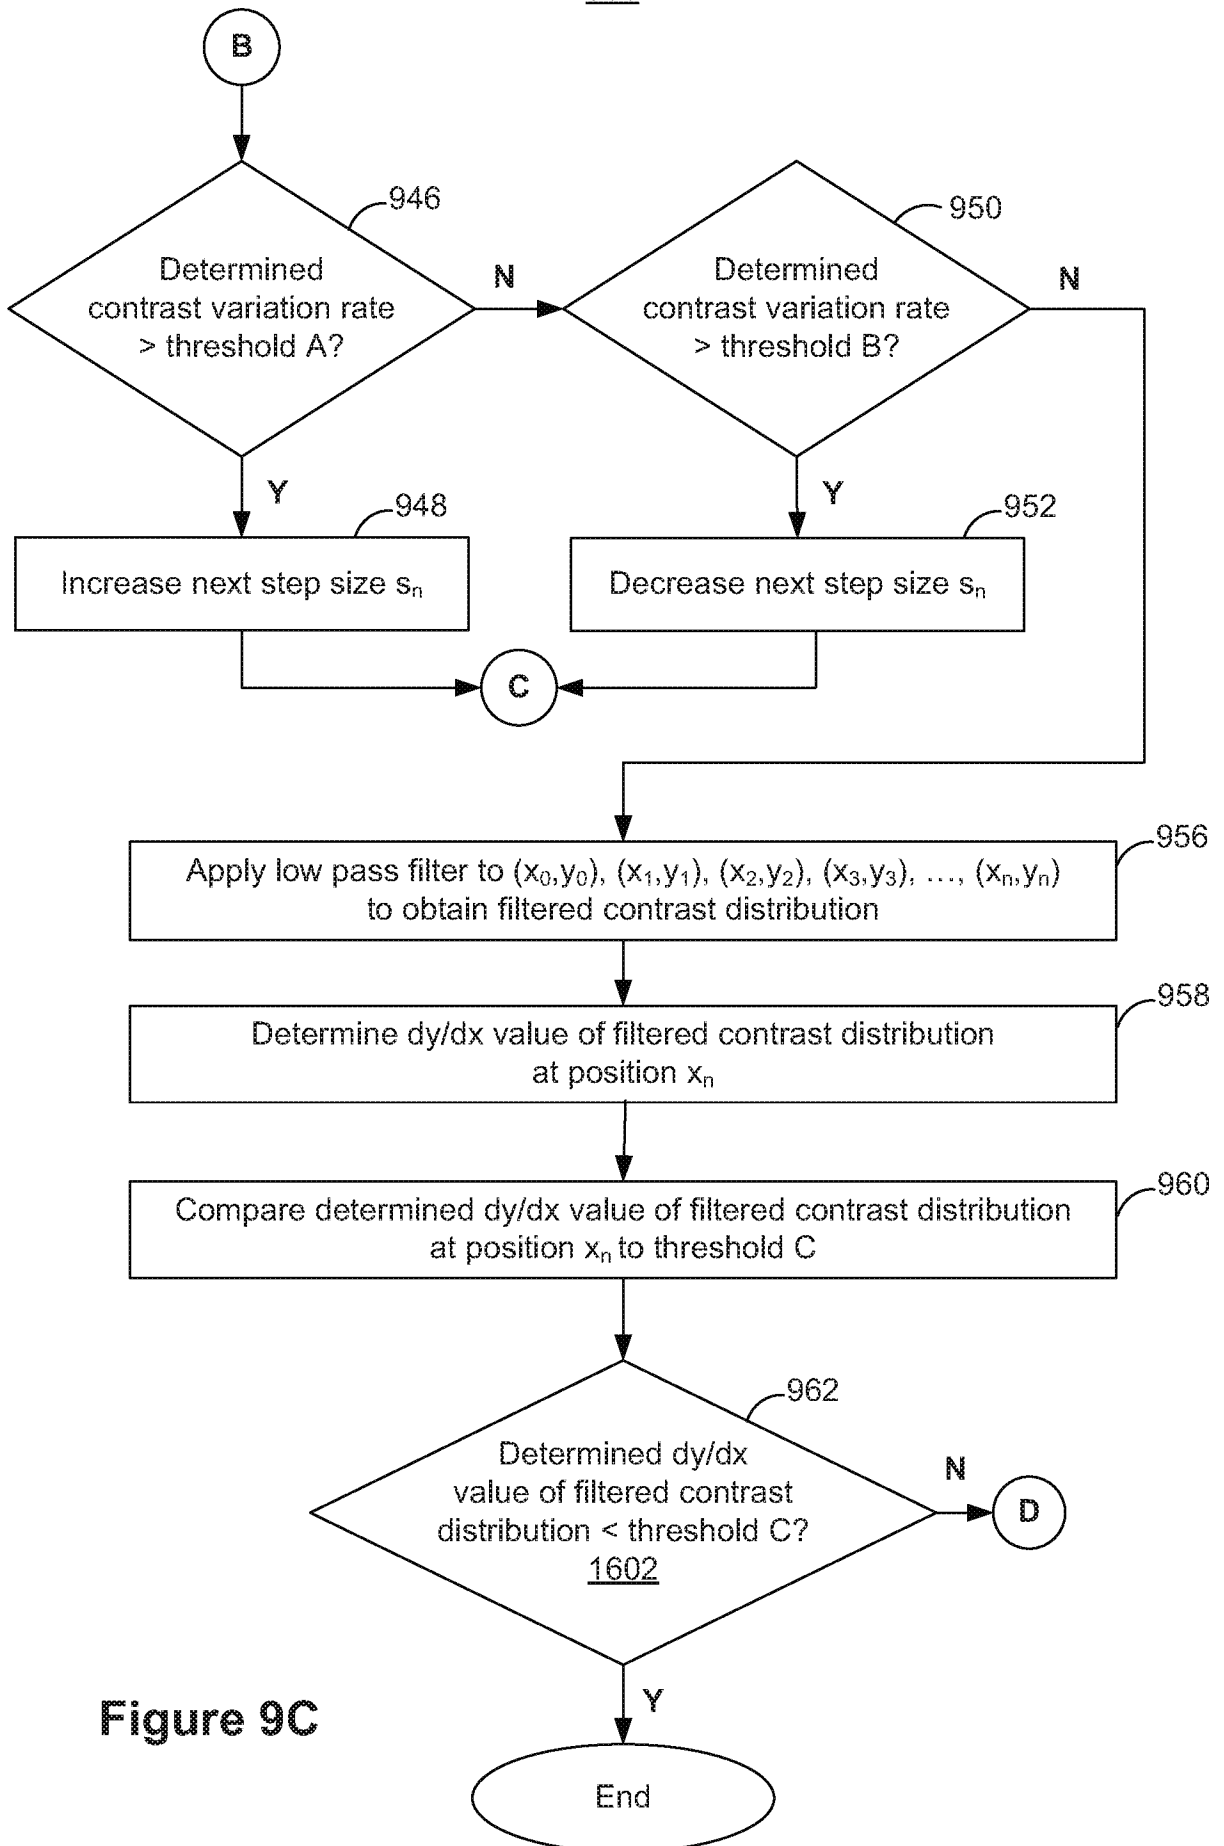 B
946
Determined
contrast variation rate
> threshold A?
N
950
Determined
contrast variation rate
> threshold B?
N
Y
948
Increase next step size sₙ
Y
952
Decrease next step size sₙ
C
956
Apply low pass filter to (x₀,y₀), (x₁,y₁), (x₂,y₂), (x₃,y₃), ..., (xₙ,yₙ)
to obtain filtered contrast distribution
958
Determine dy/dx value of filtered contrast distribution
at position xₙ
960
Compare determined dy/dx value of filtered contrast distribution
at position xₙ to threshold C
962
Determined dy/dx
value of filtered contrast
distribution < threshold C?
1602
N
D
Y
End
Figure 9C